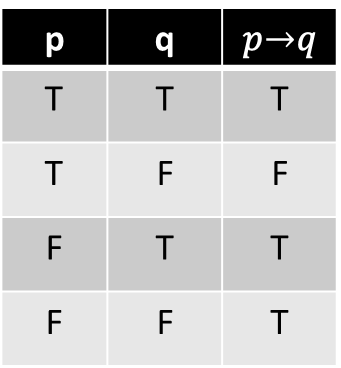 p q p→q
T T T
T F F
F T T
F F T